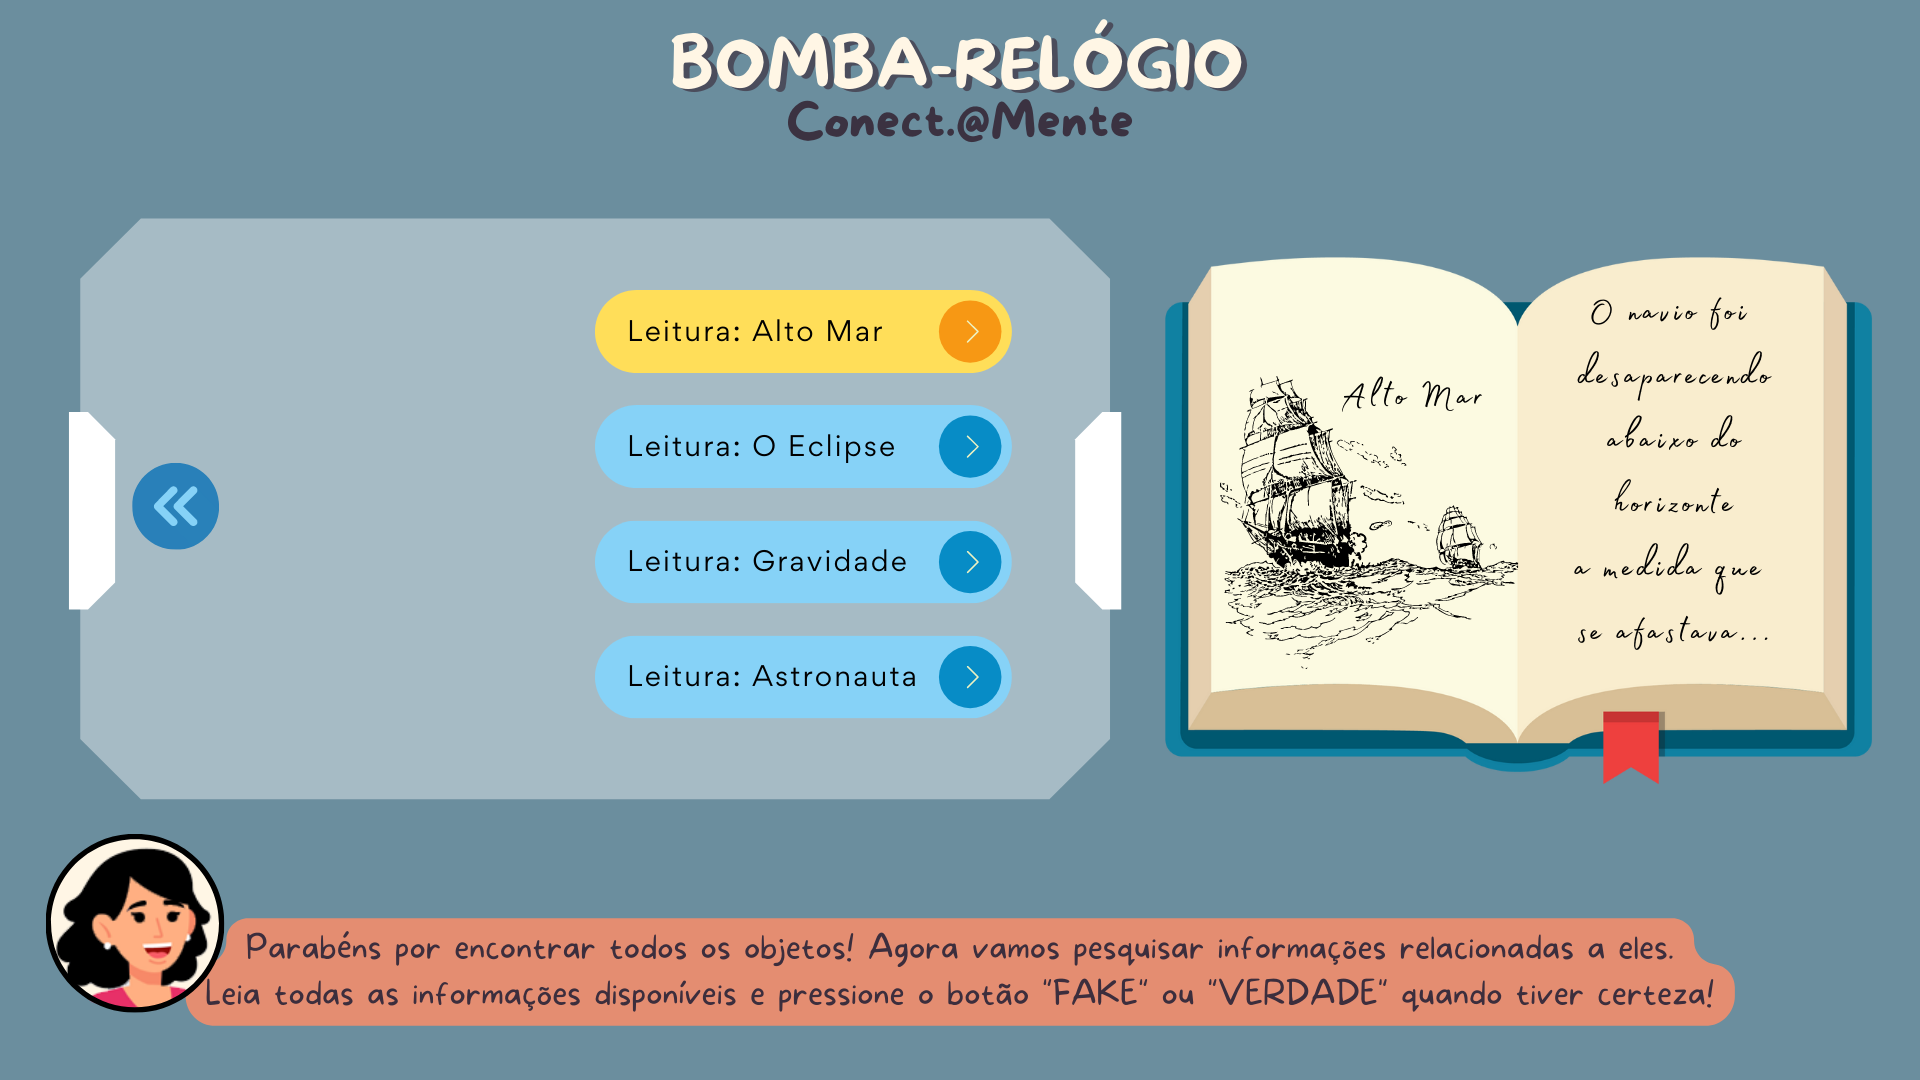 BOMBA-RELÓGIO
Conect.@Mente
Leitura: Alto Mar
Leitura: O Eclipse
Leitura: Gravidade
Leitura: Astronauta
Alto Mar
O navio foi
desaparecendo
abaixo do
horizonte
a medida que
se afastava...
Parabéns por encontrar todos os objetos! Agora vamos pesquisar informações relacionadas a eles.
Leia todas as informações disponíveis e pressione o botão "FAKE" ou "VERDADE" quando tiver certeza!